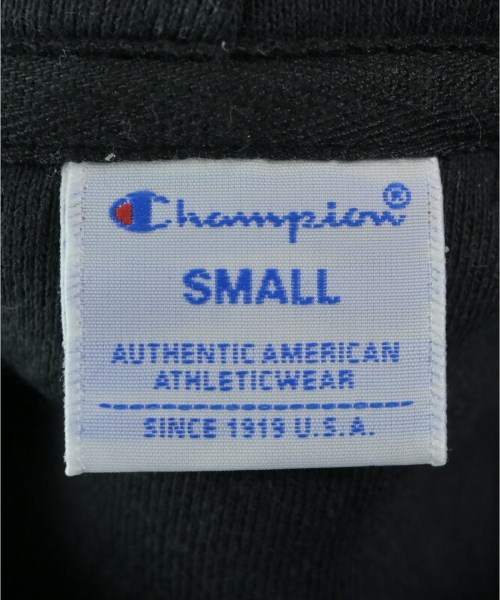 Champion®
SMALL
AUTHENTIC AMERICAN
ATHLETICWEAR
SINCE 1919 U.S.A.